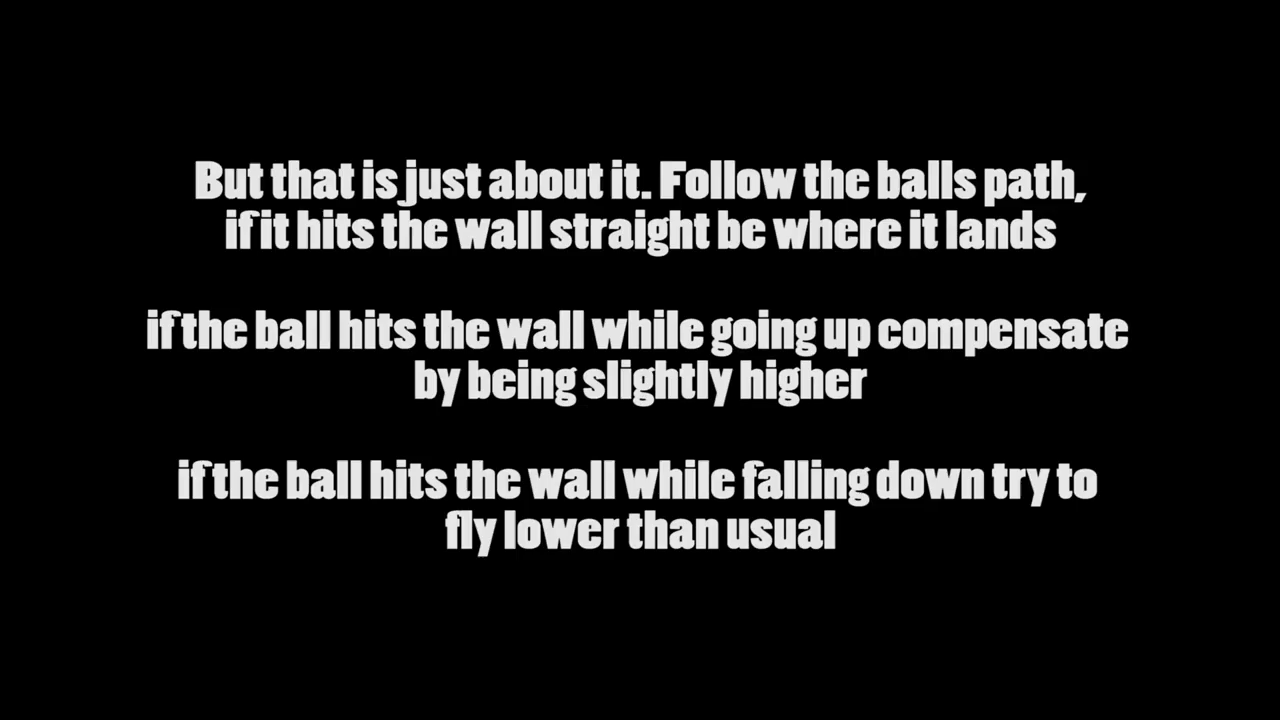 But that is just about it. Follow the balls path,
if it hits the wall straight be where it lands
if the ball hits the wall while going up compensate
by being slightly higher
if the ball hits the wall while falling down try to
fly lower than usual